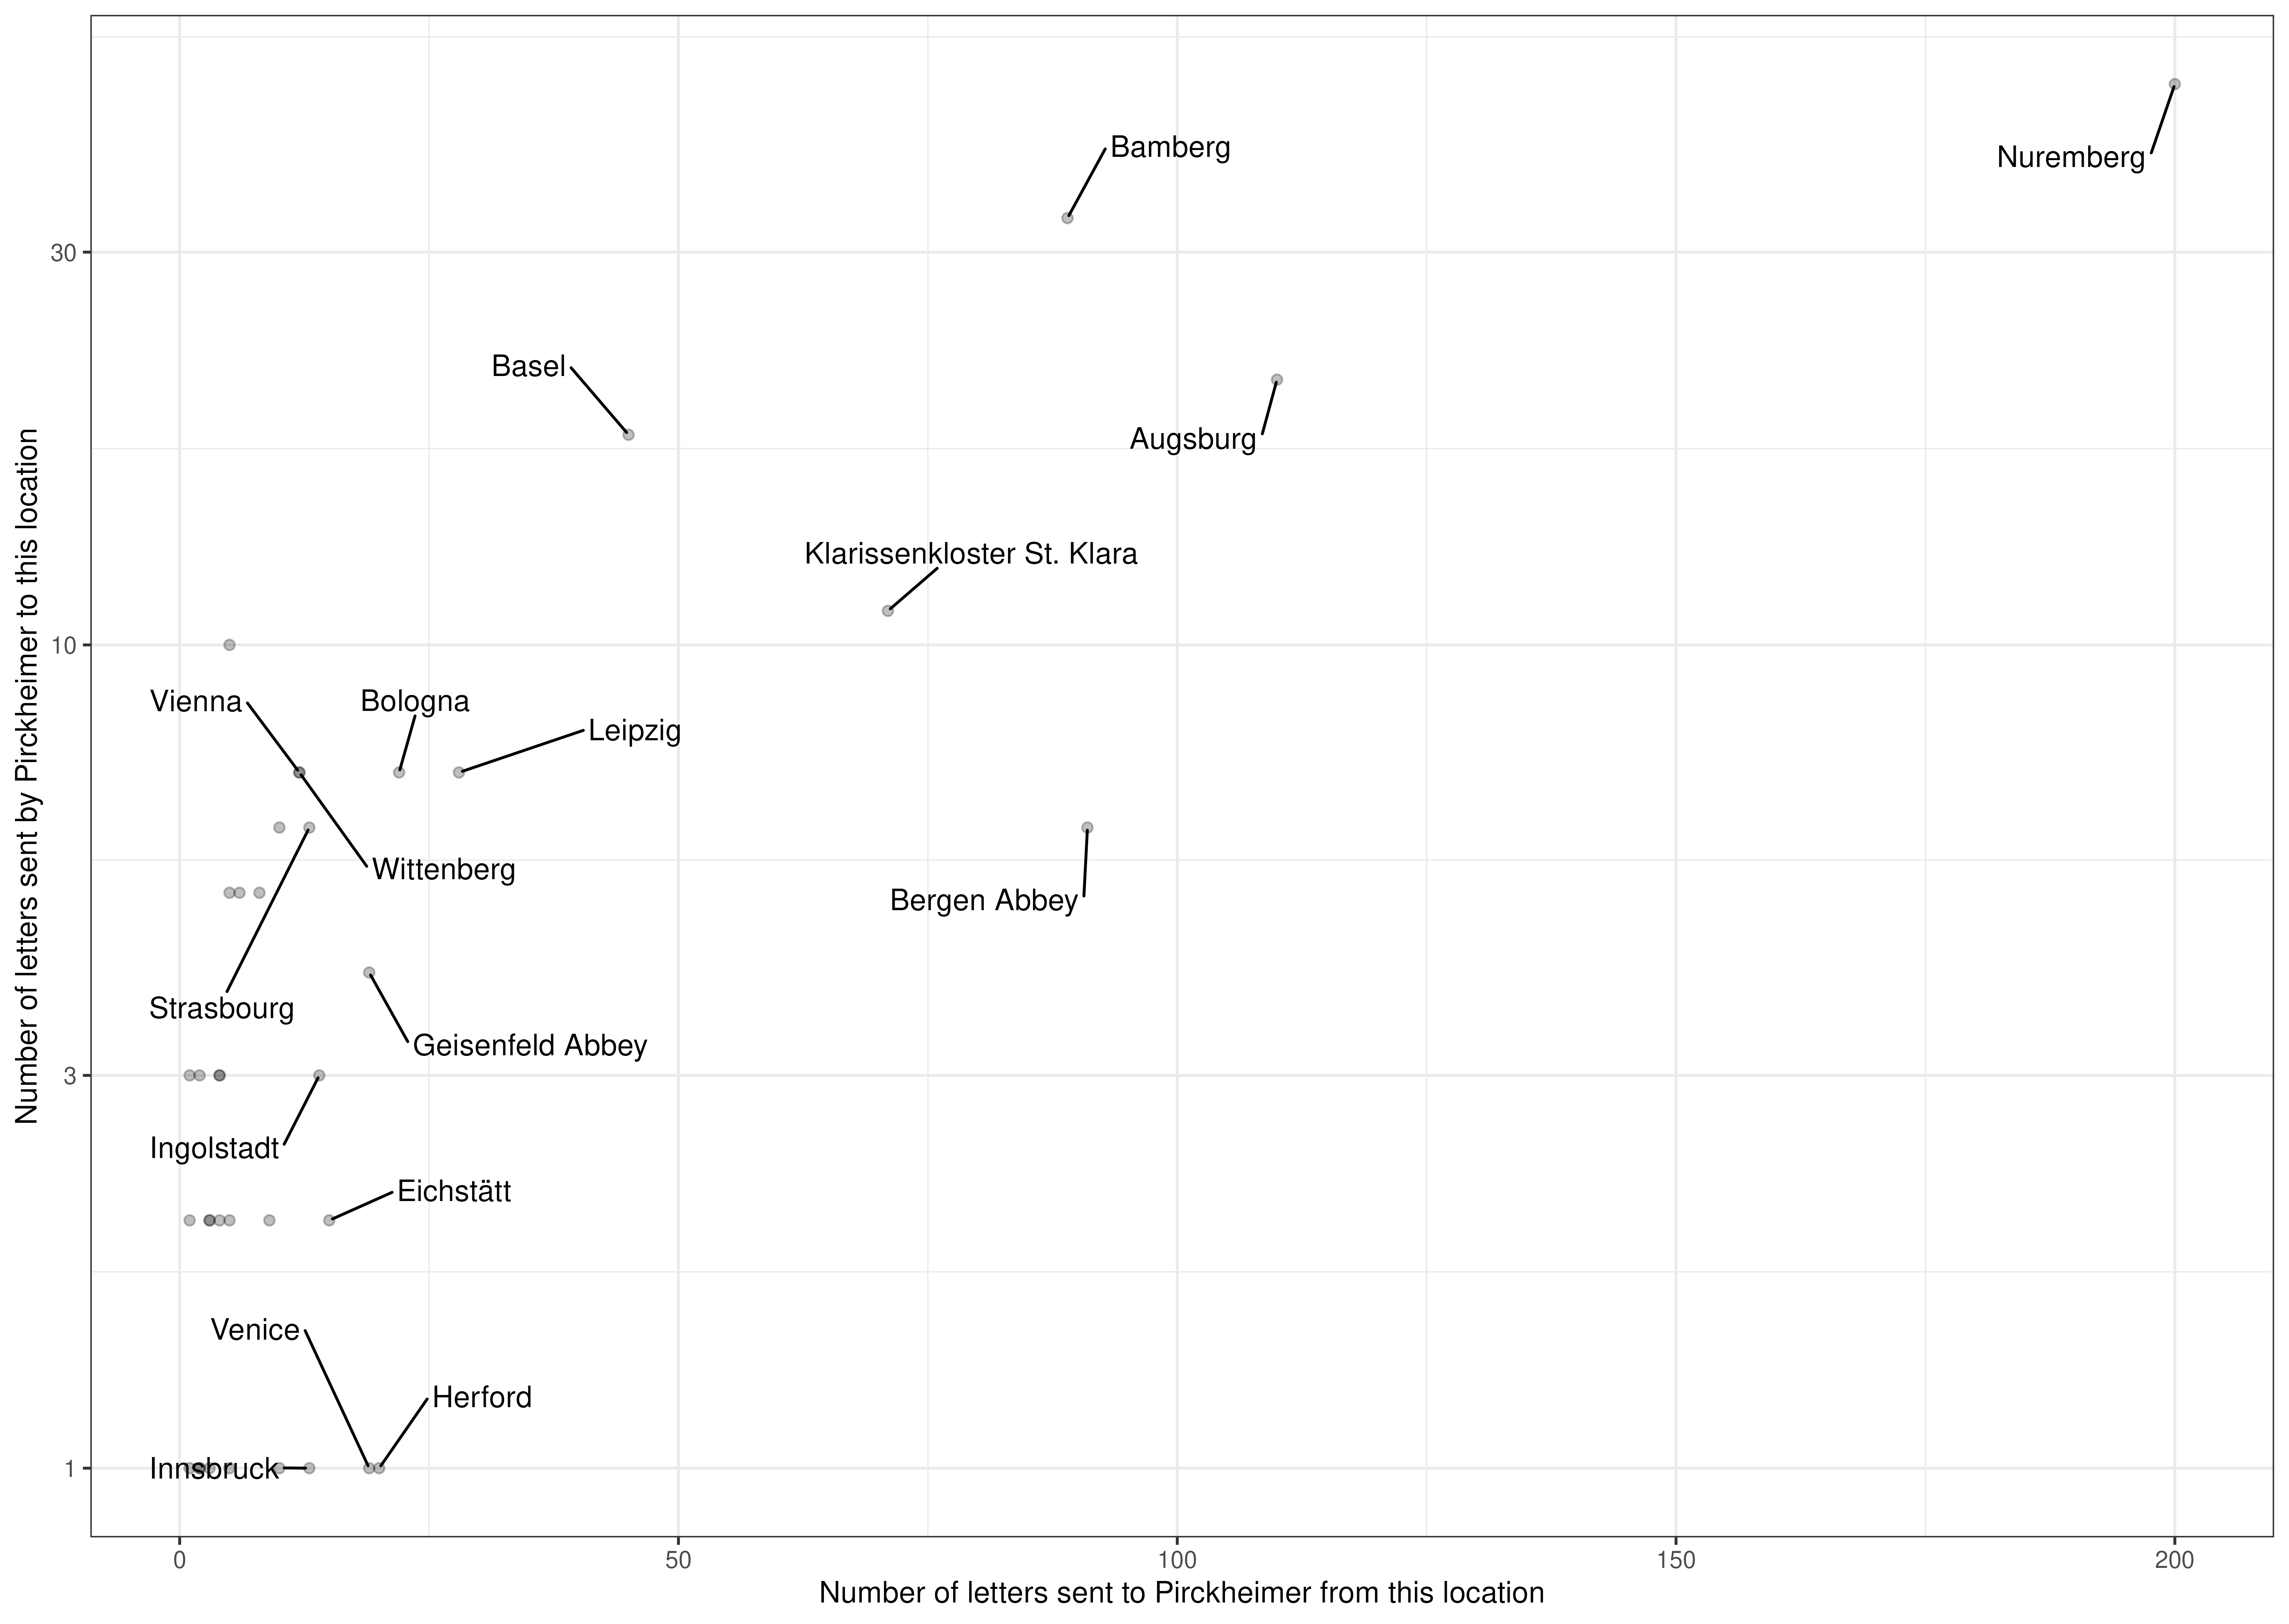 Bamberg
Nuremberg
30
Basel
Augsburg
Klarissenkloster St. Klara
10
Vienna
Bologna
Leipzig
Wittenberg
Bergen Abbey
Strasbourg
Geisenfeld Abbey
3
Ingolstadt
Eichstätt
Venice
Herford
1
Innsbruck
0
50
100
150
200
Number of letters sent to Pirckheimer from this location
Number of letters sent by Pirckheimer to this location